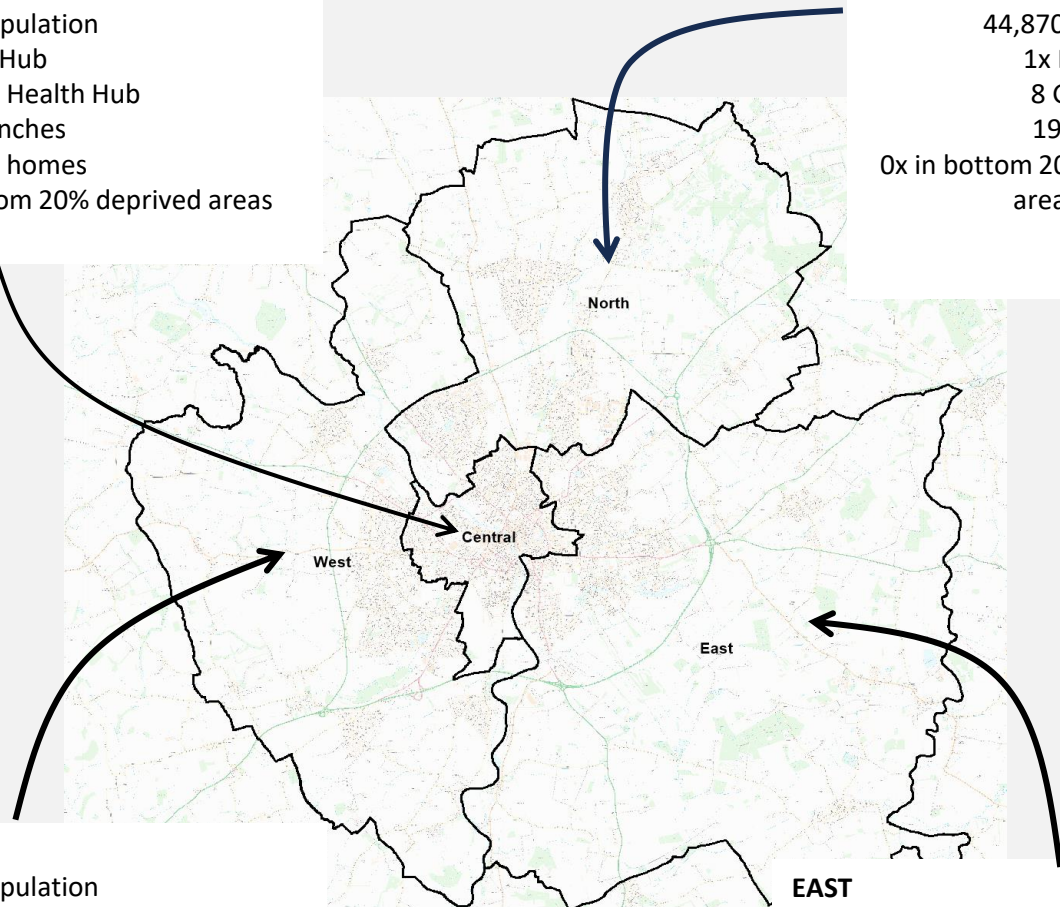 pulation
Hub
Health Hub
nches
homes
om 20% deprived areas
44,870
1x
8
19
0x in bottom 20
area
North
Central
West
East
pulation
EAST